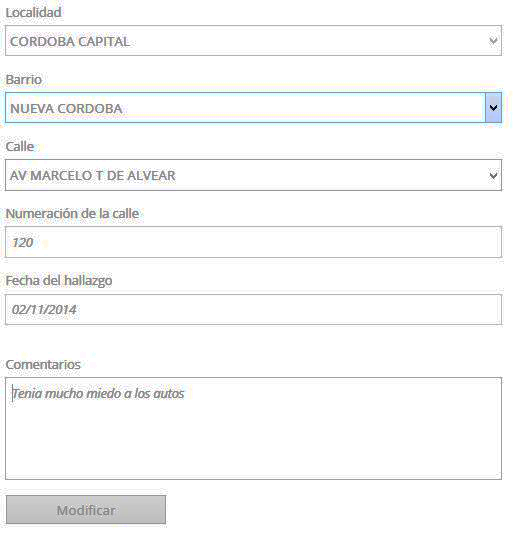 Localidad
CORDOBA CAPITAL
Barrio
NUEVA CORDOBA
Calle
AV MARCELO T DE ALVEAR
Numeración de la calle
120
Fecha del hallazgo
02/11/2014
Comentarios
Tenia mucho miedo a los autos
Modificar